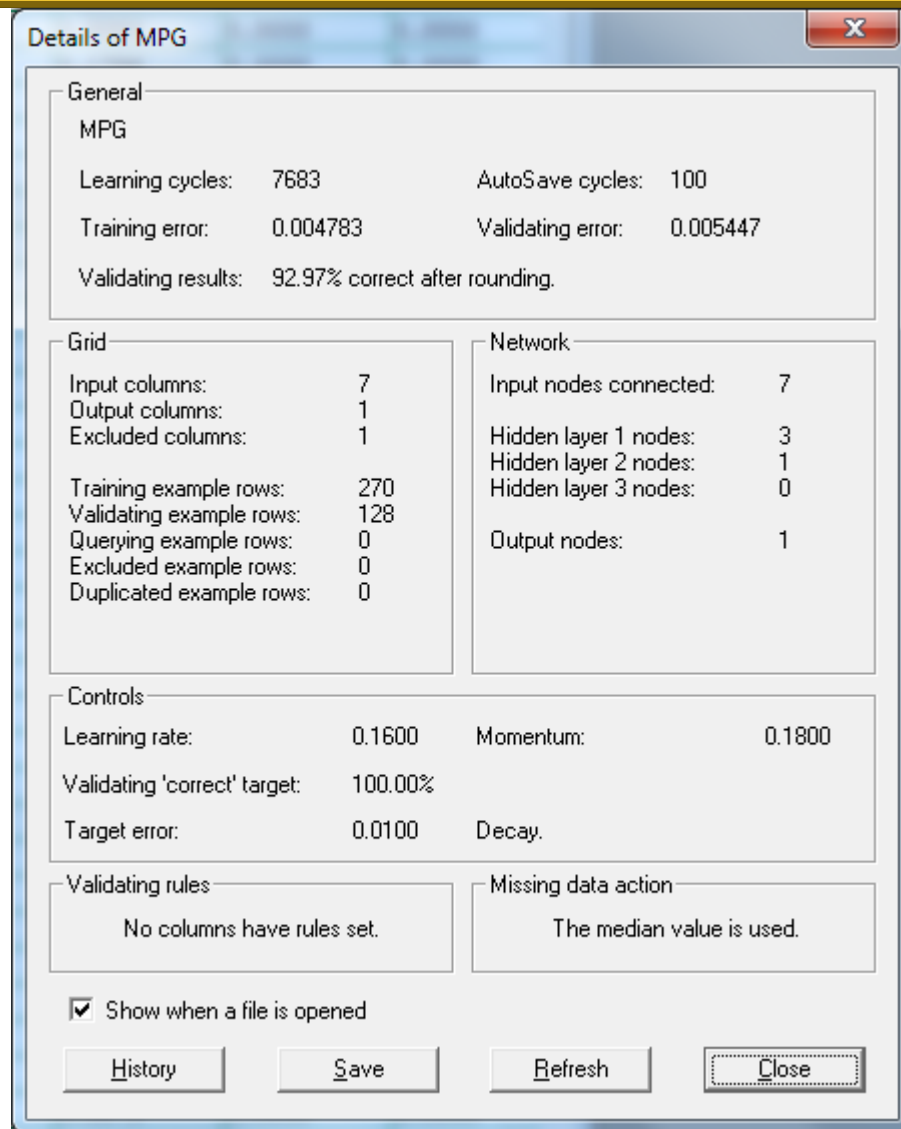 Details of MPG
General
MPG
Learning cycles: 7683 AutoSave cycles: 100
Training error: 0.004783 Validating error: 0.005447
Validating results: 92.97% correct after rounding.
Grid
Input columns: 7
Output columns: 1
Excluded columns: 1
Training example rows: 270
Validating example rows: 128
Querying example rows: 0
Excluded example rows: 0
Duplicated example rows: 0
Network
Input nodes connected: 7
Hidden layer 1 nodes: 3
Hidden layer 2 nodes: 1
Hidden layer 3 nodes: 0
Output nodes: 1
Controls
Learning rate: 0.1600 Momentum: 0.1800
Validating 'correct' target: 100.00%
Target error: 0.0100 Decay.
Validating rules
No columns have rules set.
Missing data action
The median value is used.
Show when a file is opened
History Save Refresh Close